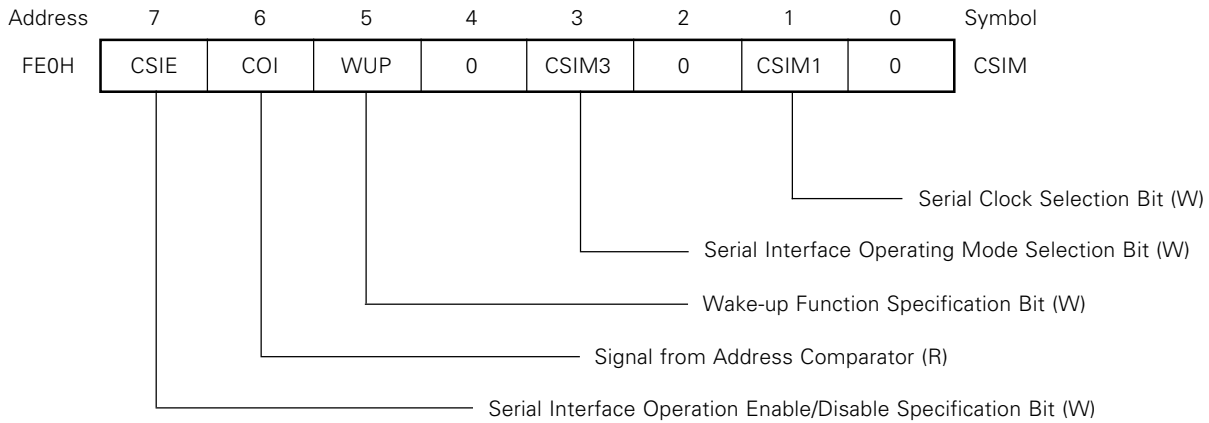 Address 7 6 5 4 3 2 1 0 Symbol
FE0H CSIE COI WUP 0 CSIM3 0 CSIM1 0 CSIM
Serial Clock Selection Bit (W)
Serial Interface Operating Mode Selection Bit (W)
Wake-up Function Specification Bit (W)
Signal from Address Comparator (R)
Serial Interface Operation Enable/Disable Specification Bit (W)